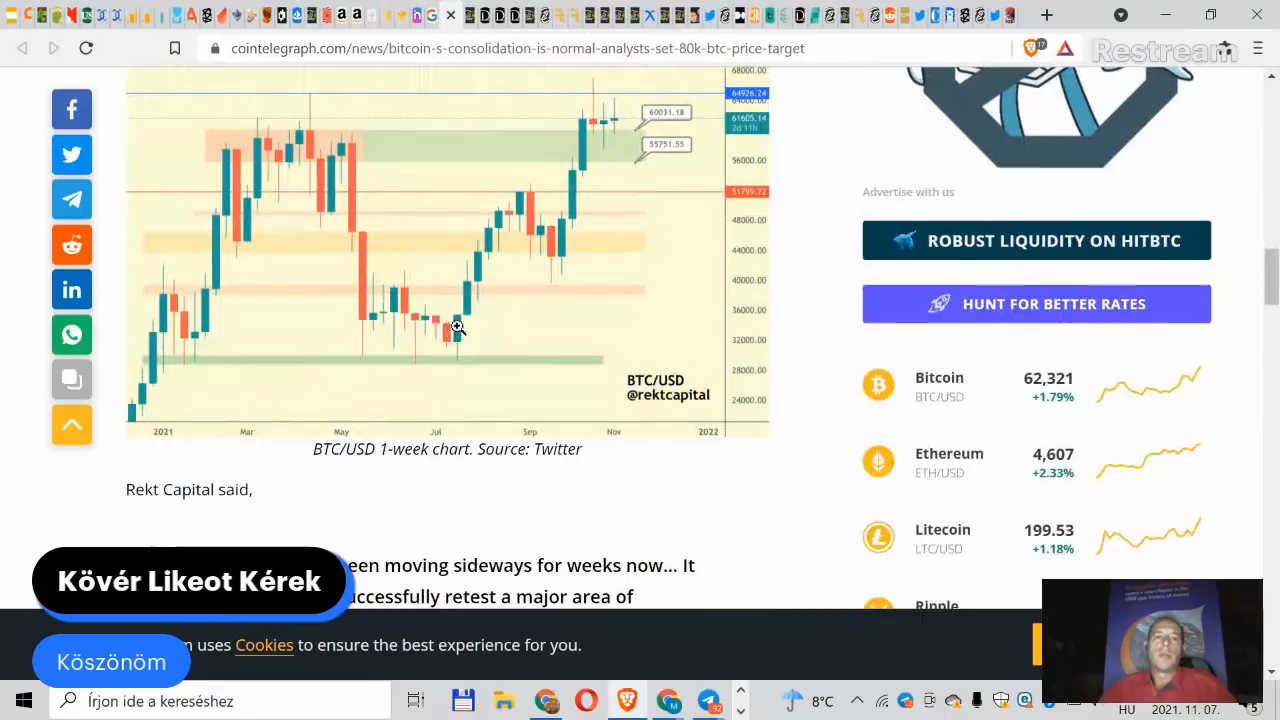 cointelegraph.com/news/bitcoin-s-consolidation-is-normal-analysts-set-80k-btc-price-target
17
Restream
68000.00
64926.24
64000.00
60031.18
61605.14
2d 11h
55751.55
56000.00
51799.72
48000.00
44000.00
40000.00
36000.00
32000.00
28000.00
24000.00
BTC/USD
@rektcapital
2021 Mar May Jul Sep Nov 2022
BTC/USD 1-week chart. Source: Twitter
Rekt Capital said,
een moving sideways for weeks now... It
uccessfully retest a major area of
Advertise with us
ROBUST LIQUIDITY ON HITBTC
HUNT FOR BETTER RATES
Bitcoin 62,321
BTC/USD +1.79%
Ethereum 4,607
ETH/USD +2.33%
Litecoin 199.53
LTC/USD +1.18%
Ripple
Kövér Likeot Kérek
Köszönöm
n uses Cookies to ensure the best experience for you.
Írjon ide a kereséshez
92
8°C
HU
2021. 11. 07.